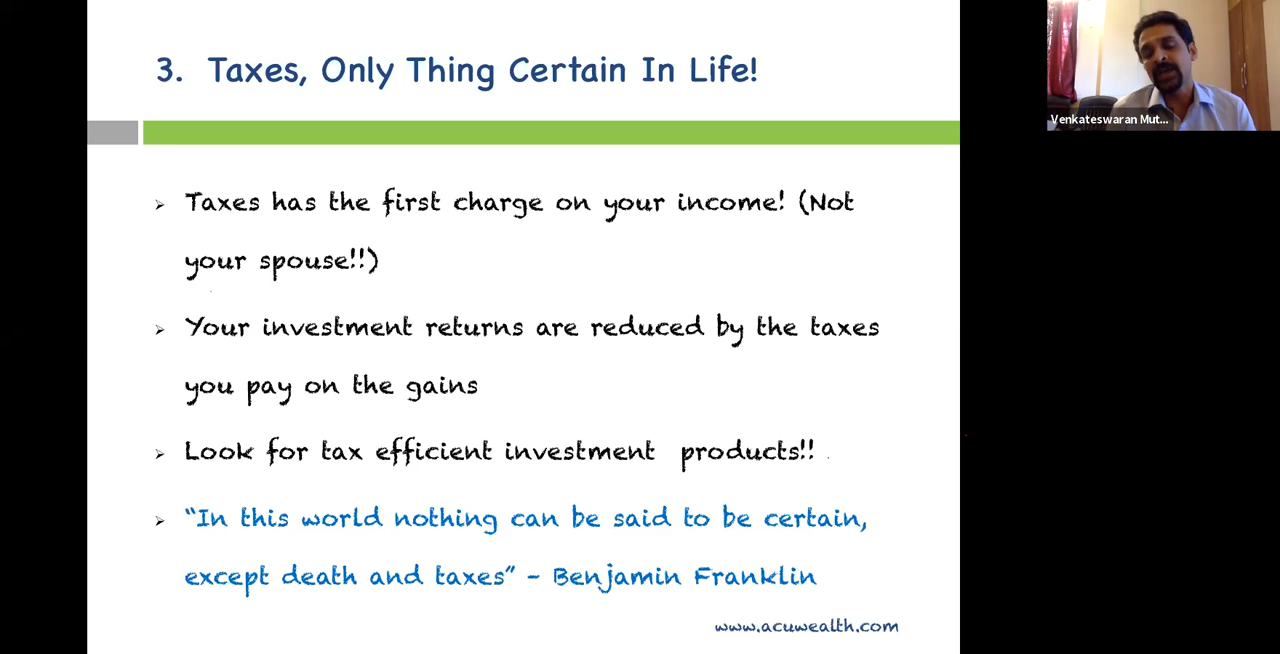 3. Taxes, Only Thing Certain In Life!
Taxes has the first charge on your income! (Not
your spouse!!)
Your investment returns are reduced by the taxes
you pay on the gains
Look for tax efficient investment products!!
“In this world nothing can be said to be certain,
except death and taxes” – Benjamin Franklin
www.acuwealth.com
Venkateswaran Mut...